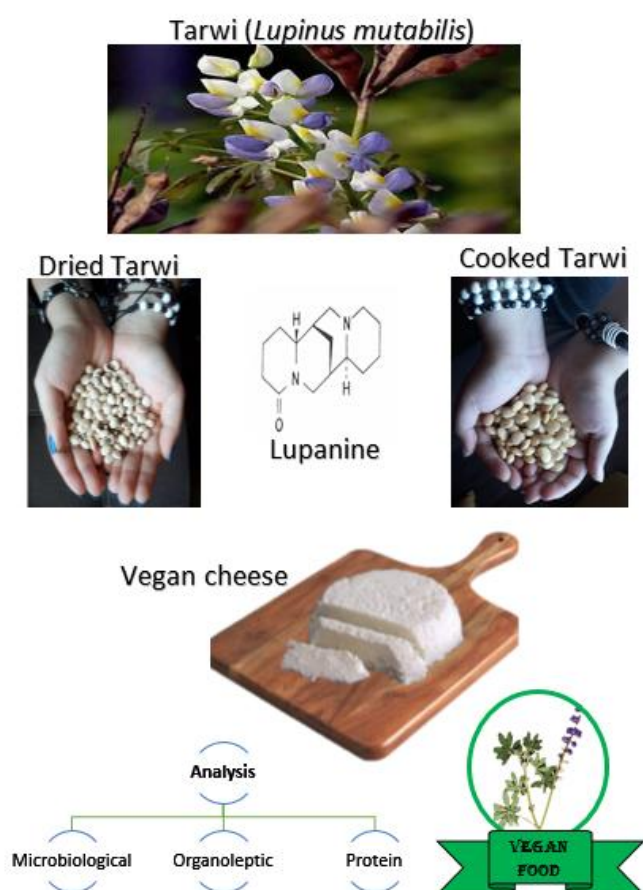 Tarwi (Lupinus mutabilis)
Dried Tarwi
Cooked Tarwi
H
N
N
H
O
Lupanine
Vegan cheese
Analysis
Microbiological
Organoleptic
Protein
VEGAN
FOOD